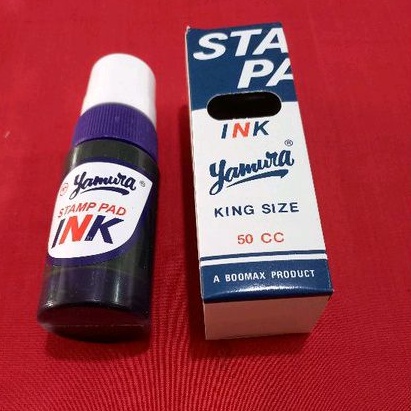 Yamura ®
STAMP PAD
INK
STA
PA
INK
Yamura ®
KING SIZE
50 CC
A BOOMAX PRODUCT